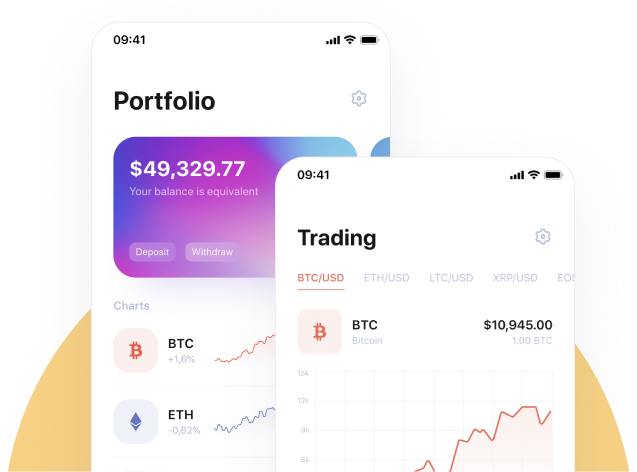 09:41
Portfolio
$49,329.77
Your balance is equivalent
Deposit Withdraw
Charts
BTC
+1,6%
ETH
-0,82%
09:41
Trading
BTC/USD ETH/USD LTC/USD XRP/USD EOS
BTC $10,945.00
Bitcoin 1.00 BTC
15k
12k
9k
6k